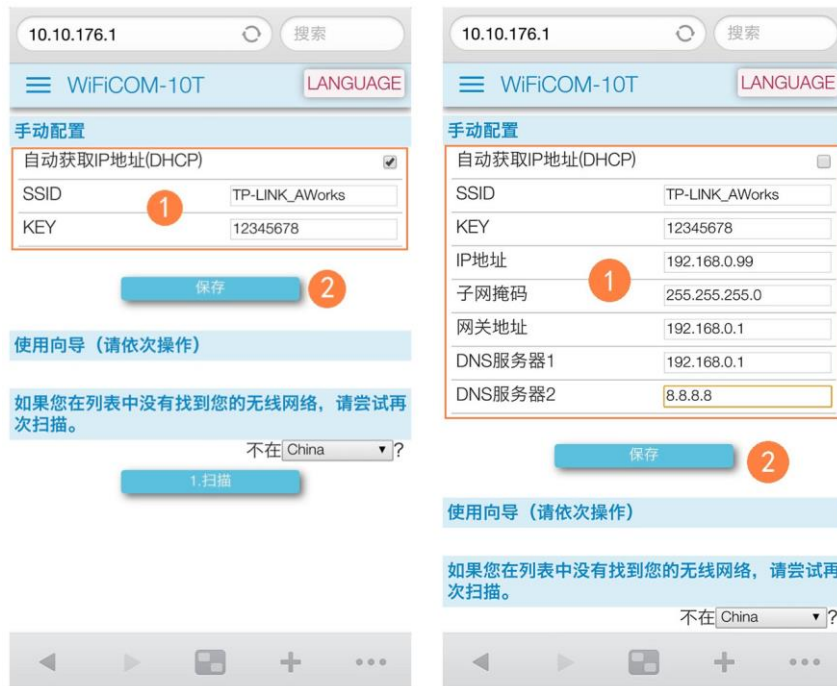 10.10.176.1
搜索
WiFiCOM-10T
LANGUAGE
手动配置
自动获取IP地址(DHCP)
SSID
TP-LINK_AWorks
KEY
12345678
1
保存
2
使用向导（请依次操作）
如果您在列表中没有找到您的无线网络，请尝试再
次扫描。
不在 China ?
1.扫描
10.10.176.1
搜索
WiFiCOM-10T
LANGUAGE
手动配置
自动获取IP地址(DHCP)
SSID
TP-LINK_AWorks
KEY
12345678
IP地址
192.168.0.99
1
子网掩码
255.255.255.0
网关地址
192.168.0.1
DNS服务器1
192.168.0.1
DNS服务器2
8.8.8.8
保存
2
使用向导（请依次操作）
如果您在列表中没有找到您的无线网络，请尝试再
次扫描。
不在 China ?